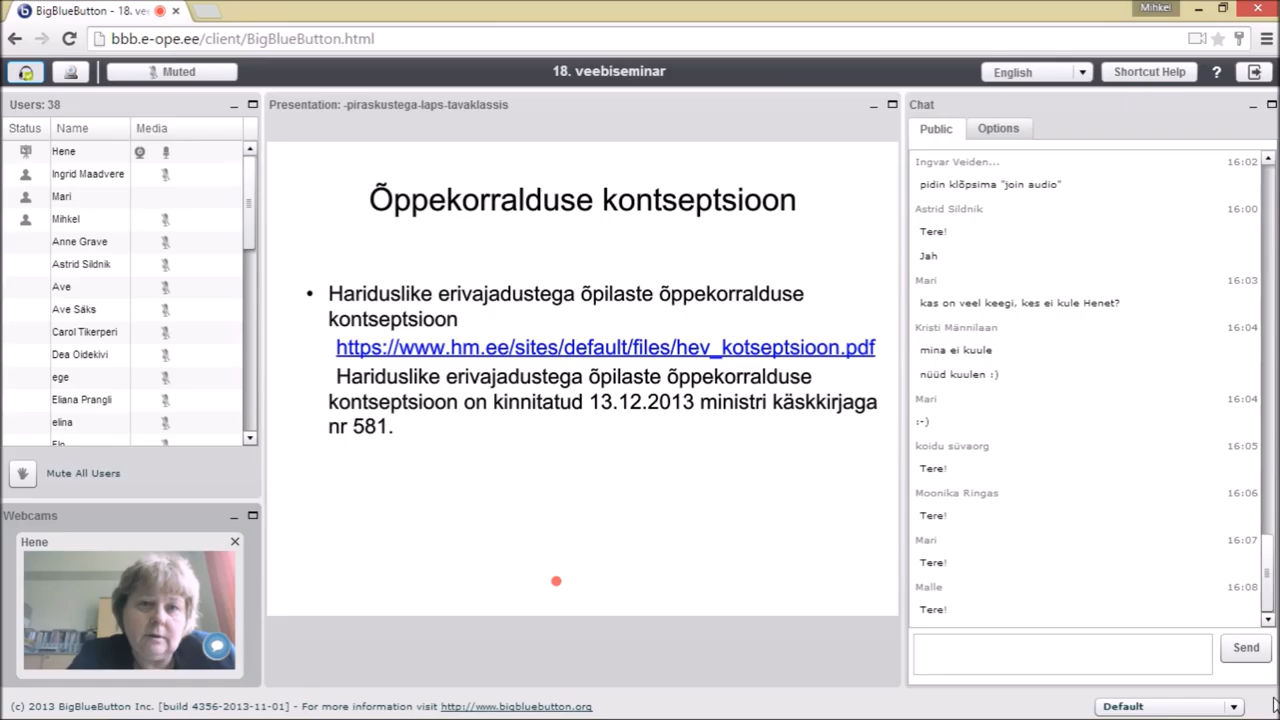 BigBlueButton - 18. ve
Mihkel
bbb.e-ope.ee/client/BigBlueButton.html
Muted
18. veebiseminar
English
Shortcut Help
?
Users: 38
Status Name Media
Hene
Ingrid Maadvere
Mari
Mihkel
Anne Grave
Astrid Sildnik
Ave
Ave Säks
Carol Tikerperi
Dea Oidekivi
ege
Eliana Prangli
elina
Mute All Users
Webcams
Hene
Presentation: -piraskustega-laps-tavaklassis
Õppekorralduse kontseptsioon
• Hariduslike erivajadustega õpilaste õppekorralduse
kontseptsioon
https://www.hm.ee/sites/default/files/hev_kotseptsioon.pdf
Hariduslike erivajadustega õpilaste õppekorralduse
kontseptsioon on kinnitatud 13.12.2013 ministri käskkirjaga
nr 581.
Chat
Public Options
Ingvar Veiden... 16:02
pidin klõpsima "join audio"
Astrid Sildnik 16:00
Tere!
Jah
Mari 16:03
kas on veel keegi, kes ei kule Henet?
Kristi Männilaan 16:04
mina ei kuule
nüüd kuulen :)
Mari 16:04
:-)
koidu süvaorg 16:05
Tere!
Moonika Ringas 16:06
Tere!
Mari 16:07
Tere!
Malle 16:08
Tere!
Send
(c) 2013 BigBlueButton Inc. [build 4356-2013-11-01] - For more information visit http://www.bigbluebutton.org
Default